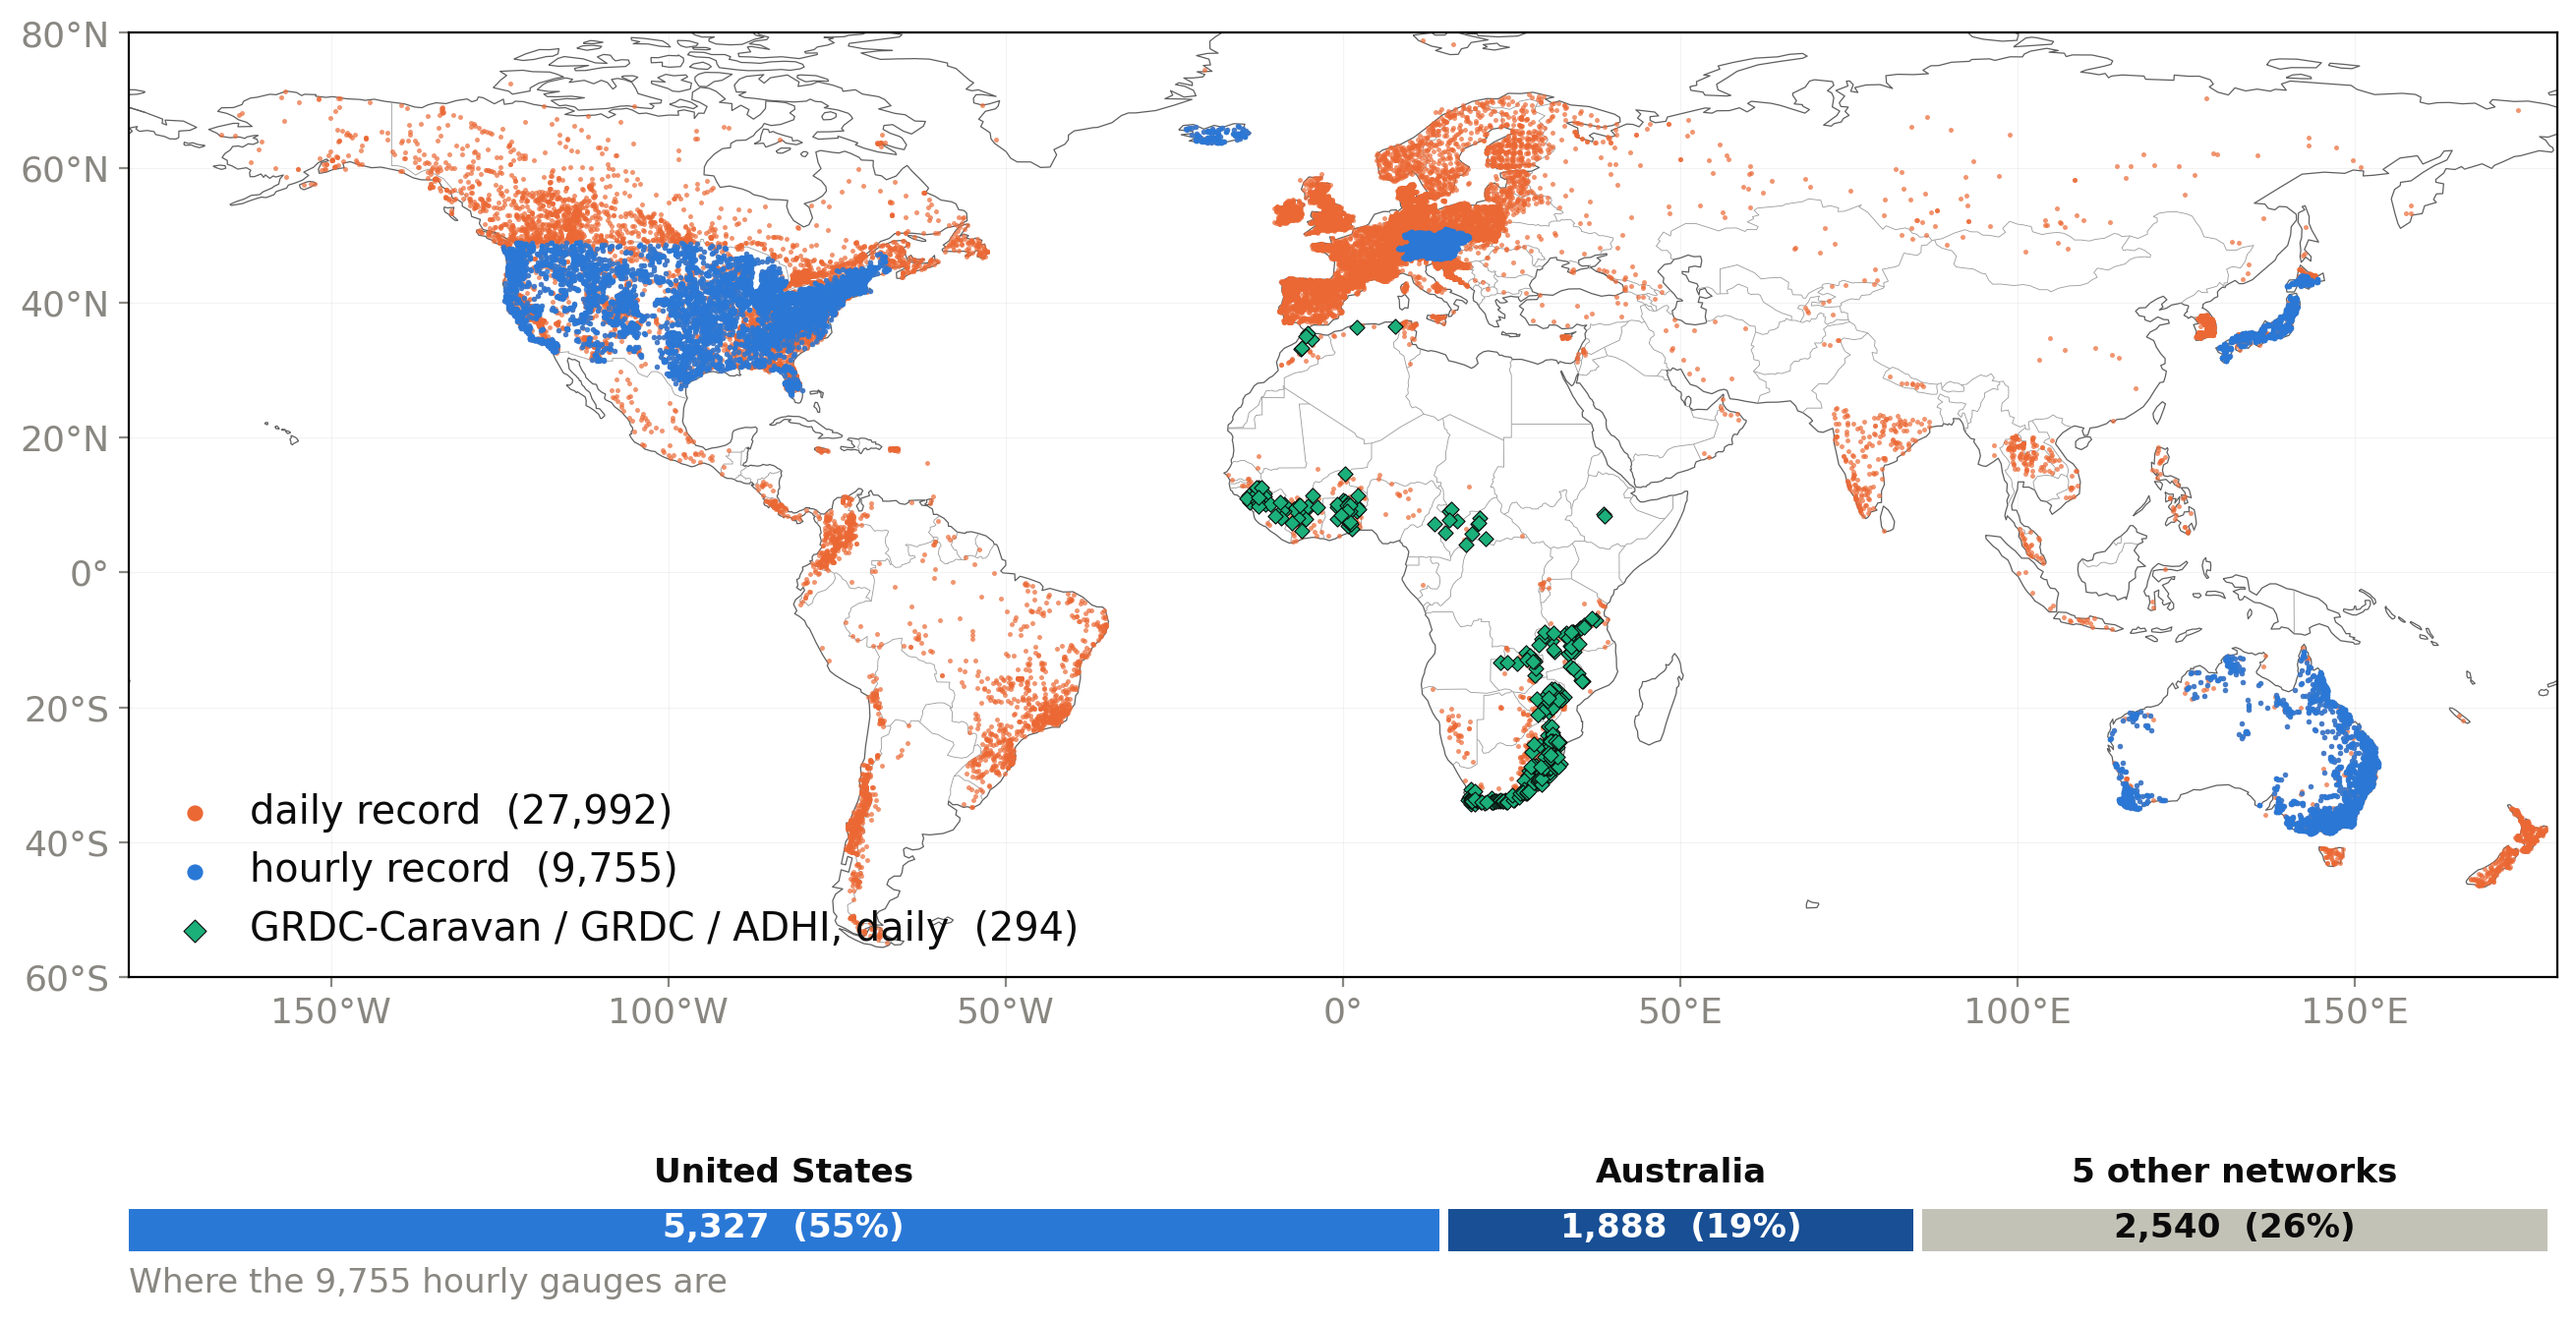 80°N
60°N
40°N
20°N
0°
20°S
40°S
60°S
daily record (27,992)
hourly record (9,755)
GRDC-Caravan / GRDC / ADHI, daily (294)
150°W 100°W 50°W 0° 50°E 100°E 150°E
United States Australia 5 other networks
5,327 (55%) 1,888 (19%) 2,540 (26%)
Where the 9,755 hourly gauges are